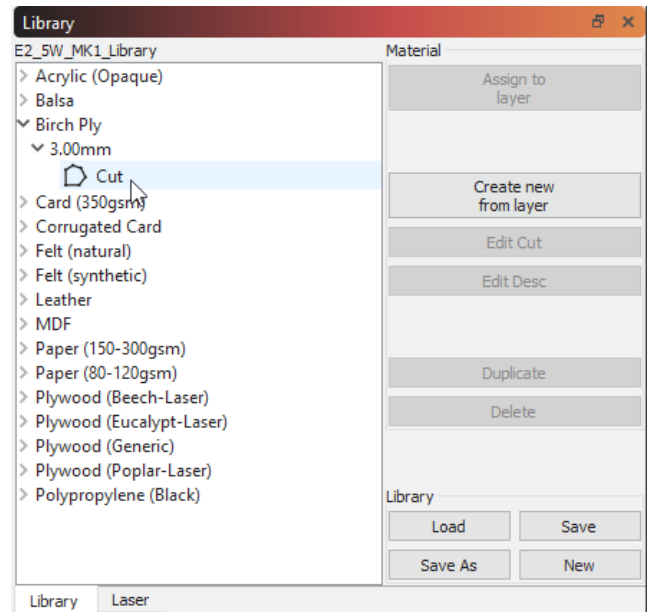 Library
E2_5W_MK1_Library
Acrylic (Opaque)
Balsa
Birch Ply
3.00mm
Cut
Card (350gsm)
Corrugated Card
Felt (natural)
Felt (synthetic)
Leather
MDF
Paper (150-300gsm)
Paper (80-120gsm)
Plywood (Beech-Laser)
Plywood (Eucalypt-Laser)
Plywood (Generic)
Plywood (Poplar-Laser)
Polypropylene (Black)
Material
Assign to
layer
Create new
from layer
Edit Cut
Edit Desc
Duplicate
Delete
Library
Load
Save
Save As
New
Library
Laser